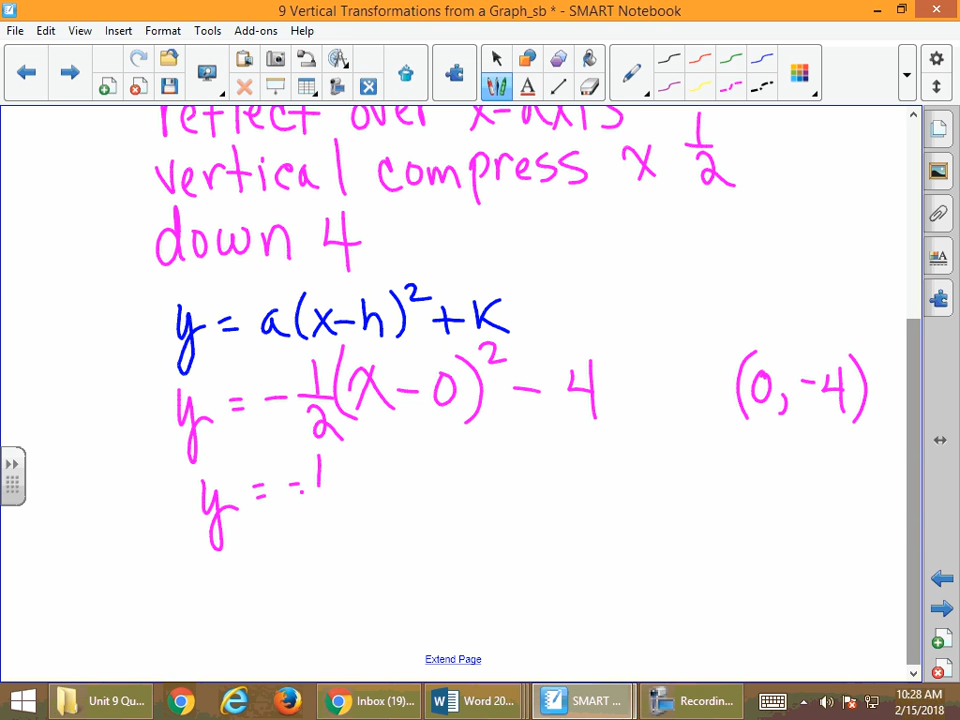 9 Vertical Transformations from a Graph_sb * - SMART Notebook
File Edit View Insert Format Tools Add-ons Help
reflect over x-axis
vertical compress x 1/2
down 4
y = a(x-h)² + k
y = -1/2(x-0)² - 4 (0, -4)
y = -1
Extend Page
Unit 9 Qu... Inbox (19)... Word 20... SMART ... Recording...
10:28 AM
2/15/2018